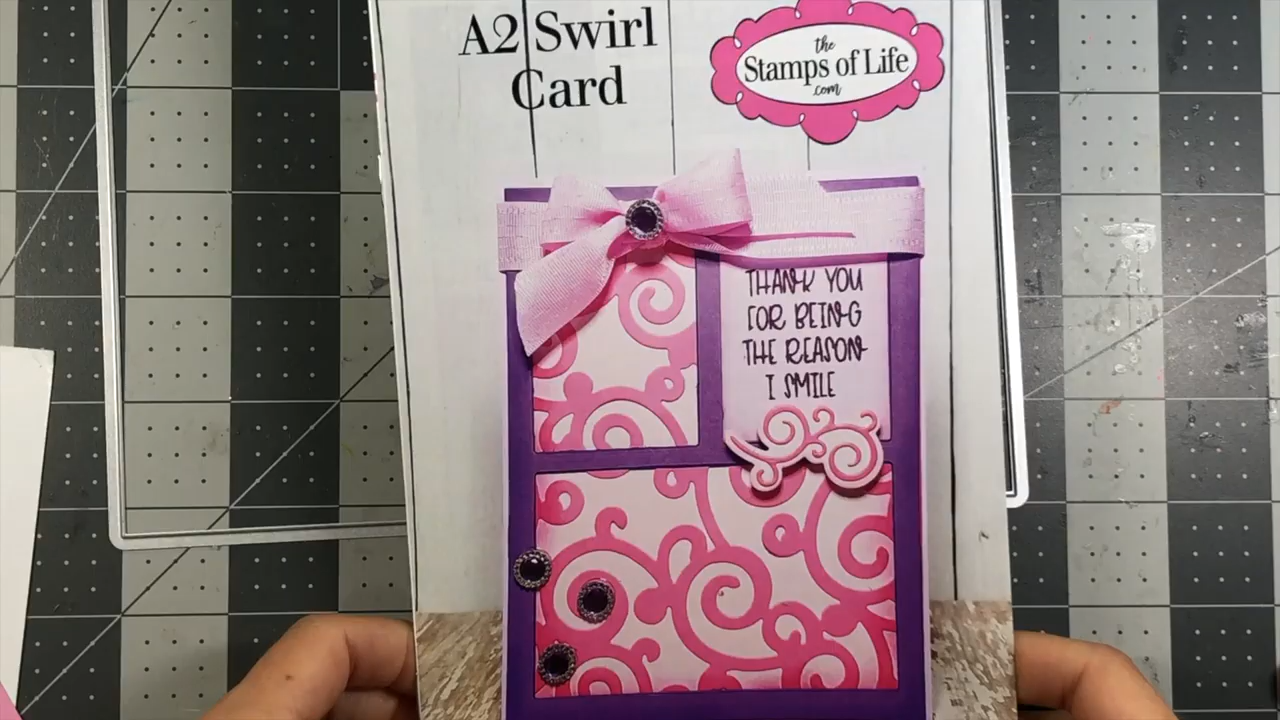 A2 Swirl
Card
the
Stamps of Life
.com
THANK YOU
FOR BEING
THE REASON
I SMILE